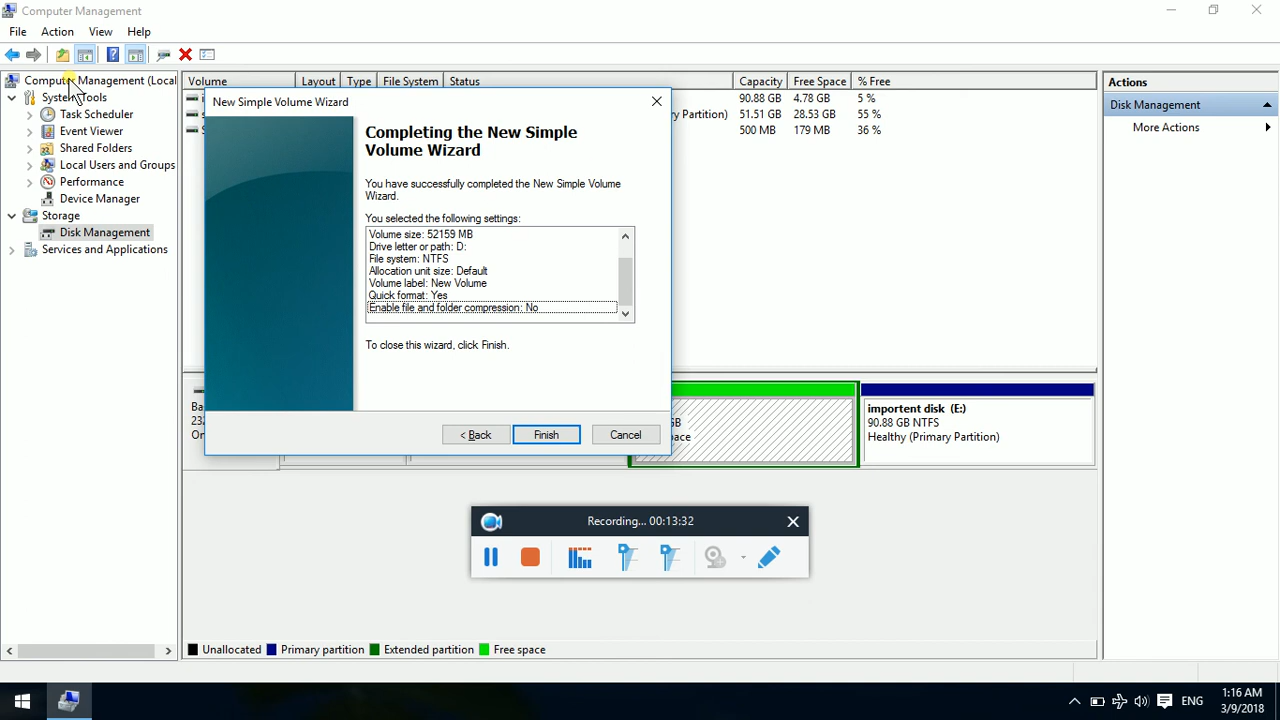 Computer Management
File Action View Help
Computer Management (Local
System Tools
Task Scheduler
Event Viewer
Shared Folders
Local Users and Groups
Performance
Device Manager
Storage
Disk Management
Services and Applications
Volume Layout Type File System Status Capacity Free Space % Free
90.88 GB 4.78 GB 5 %
ry Partition) 51.51 GB 28.53 GB 55 %
500 MB 179 MB 36 %
New Simple Volume Wizard
Completing the New Simple
Volume Wizard
You have successfully completed the New Simple Volume
Wizard.
You selected the following settings:
Volume size: 52159 MB
Drive letter or path: D:
File system: NTFS
Allocation unit size: Default
Volume label: New Volume
Quick format: Yes
Enable file and folder compression: No
To close this wizard, click Finish.
< Back Finish Cancel
Ba
232
On
GB
pace
importent disk (E:)
90.88 GB NTFS
Healthy (Primary Partition)
Recording... 00:13:32
Unallocated Primary partition Extended partition Free space
Actions
Disk Management
More Actions
ENG
1:16 AM
3/9/2018